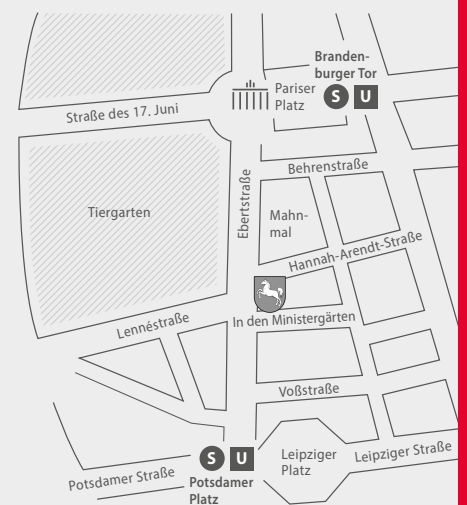 Branden-
burger Tor
Pariser
Platz
S U
Straße des 17. Juni
Behrenstraße
Ebertstraße
Tiergarten
Mahn-
mal
Hannah-Arendt-Straße
Lennéstraße
In den Ministergärten
Voßstraße
S U
Leipziger
Platz
Leipziger Straße
Potsdamer Straße
Potsdamer
Platz